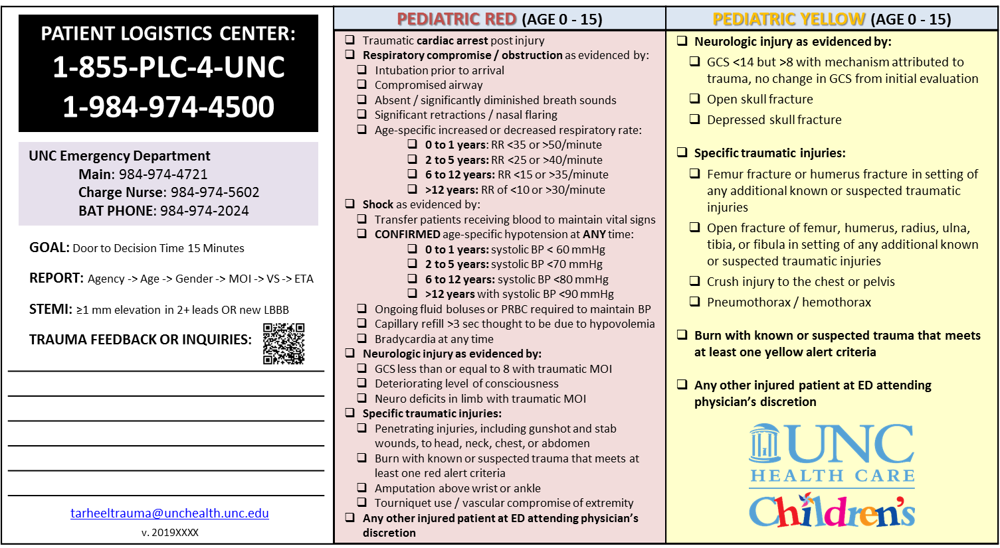 PATIENT LOGISTICS CENTER:
1-855-PLC-4-UNC
1-984-974-4500
UNC Emergency Department
Main: 984-974-4721
Charge Nurse: 984-974-5602
BAT PHONE: 984-974-2024
GOAL: Door to Decision Time 15 Minutes
REPORT: Agency -> Age -> Gender -> MOI -> VS -> ETA
STEMI: ≥1 mm elevation in 2+ leads OR new LBBB
TRAUMA FEEDBACK OR INQUIRIES:
tarheeltrauma@unchealth.unc.edu
v. 2019XXXX
PEDIATRIC RED (AGE 0 - 15)
Traumatic cardiac arrest post injury
Respiratory compromise / obstruction as evidenced by:
Intubation prior to arrival
Compromised airway
Absent / significantly diminished breath sounds
Significant retractions / nasal flaring
Age-specific increased or decreased respiratory rate:
0 to 1 years: RR <35 or >50/minute
2 to 5 years: RR <25 or >40/minute
6 to 12 years: RR <15 or >35/minute
>12 years: RR of <10 or >30/minute
Shock as evidenced by:
Transfer patients receiving blood to maintain vital signs
CONFIRMED age-specific hypotension at ANY time:
0 to 1 years: systolic BP < 60 mmHg
2 to 5 years: systolic BP <70 mmHg
6 to 12 years: systolic BP <80 mmHg
>12 years with systolic BP <90 mmHg
Ongoing fluid boluses or PRBC required to maintain BP
Capillary refill >3 sec thought to be due to hypovolemia
Bradycardia at any time
Neurologic injury as evidenced by:
GCS less than or equal to 8 with traumatic MOI
Deteriorating level of consciousness
Neuro deficits in limb with traumatic MOI
Specific traumatic injuries:
Penetrating injuries, including gunshot and stab
wounds, to head, neck, chest, or abdomen
Burn with known or suspected trauma that meets at
least one red alert criteria
Amputation above wrist or ankle
Tourniquet use / vascular compromise of extremity
Any other injured patient at ED attending physician's
discretion
PEDIATRIC YELLOW (AGE 0 - 15)
Neurologic injury as evidenced by:
GCS <14 but >8 with mechanism attributed to
trauma, no change in GCS from initial evaluation
Open skull fracture
Depressed skull fracture
Specific traumatic injuries:
Femur fracture or humerus fracture in setting of
any additional known or suspected traumatic
injuries
Open fracture of femur, humerus, radius, ulna,
tibia, or fibula in setting of any additional known
or suspected traumatic injuries
Crush injury to the chest or pelvis
Pneumothorax / hemothorax
Burn with known or suspected trauma that meets
at least one yellow alert criteria
Any other injured patient at ED attending
physician's discretion
UNC
HEALTH CARE
Children's